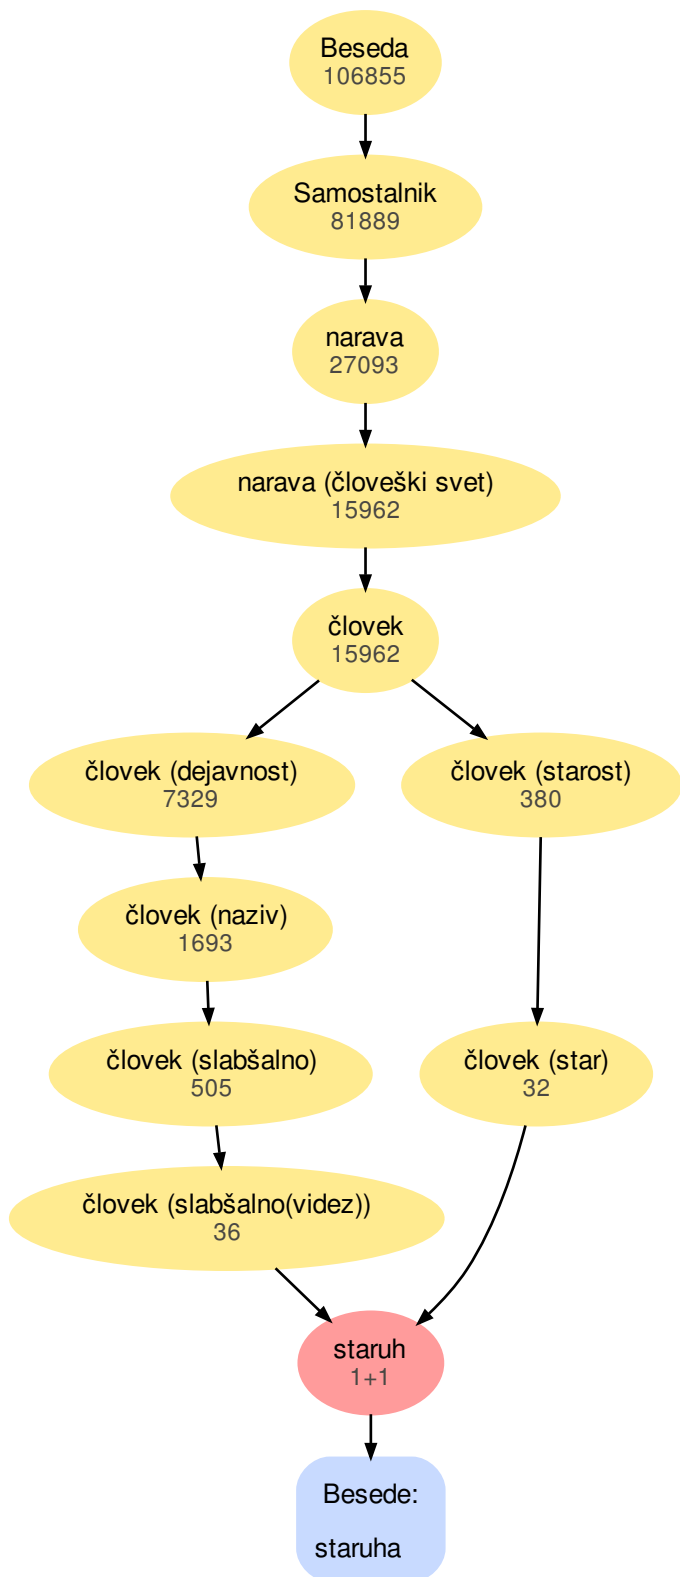 Beseda
106855
Samostalnik
81889
narava
27093
narava (človeški svet)
15962
človek
15962
človek (dejavnost)
7329
človek (starost)
380
človek (naziv)
1693
človek (slabšalno)
505
človek (star)
32
človek (slabšalno(videz))
36
staruh
1+1
Besede:
staruha